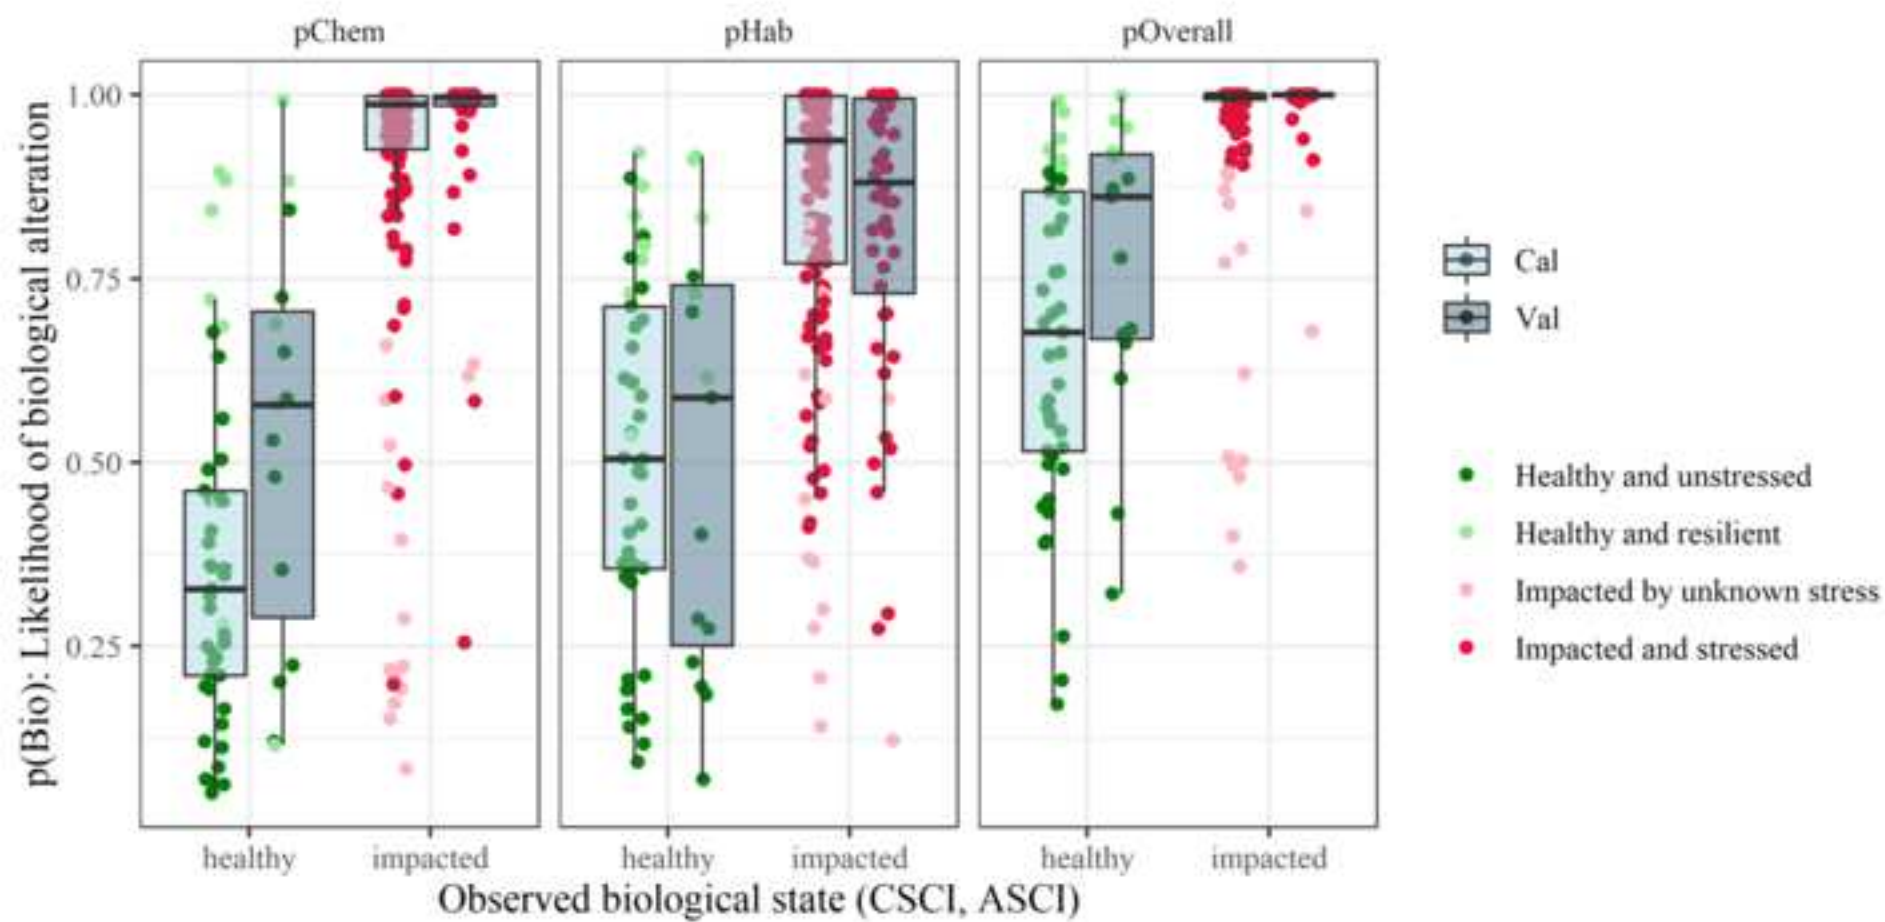 pChem
pHab
pOverall
p(Bio): Likelihood of biological alteration
1.00
0.75
0.50
0.25
healthy
impacted
healthy
impacted
healthy
impacted
Observed biological state (CSCI, ASCI)
Cal
Val
Healthy and unstressed
Healthy and resilient
Impacted by unknown stress
Impacted and stressed